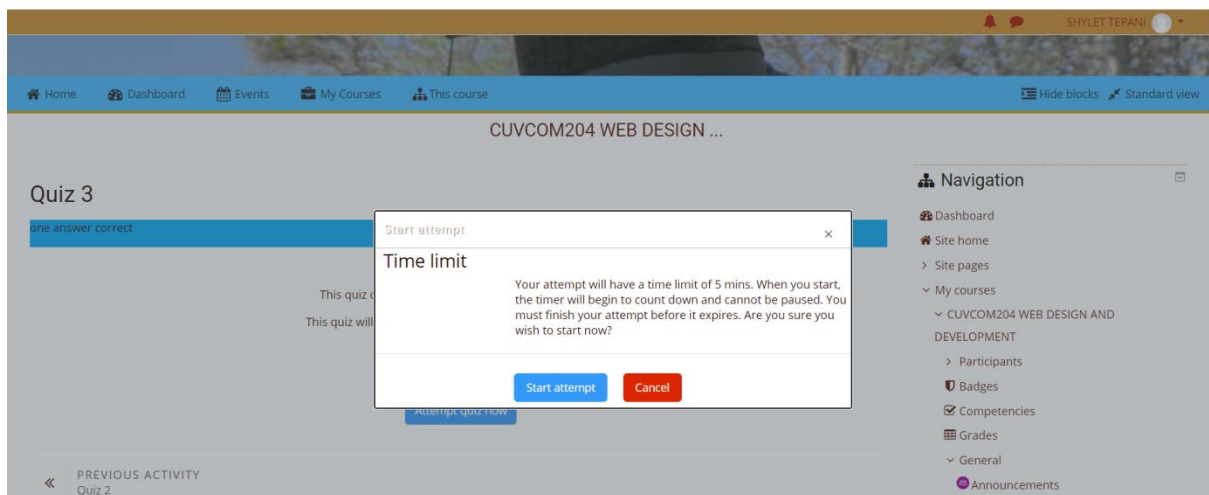 SHYLET TEPANI
Home Dashboard Events My Courses This course Hide blocks Standard view
CUVCOM204 WEB DESIGN ...
Quiz 3
one answer correct
This quiz
This quiz will
Start attempt ×
Time limit
Your attempt will have a time limit of 5 mins. When you start,
the timer will begin to count down and cannot be paused. You
must finish your attempt before it expires. Are you sure you
wish to start now?
Start attempt Cancel
Attempt quiz now
PREVIOUS ACTIVITY
Quiz 2
Navigation
Dashboard
Site home
Site pages
My courses
CUVCOM204 WEB DESIGN AND
DEVELOPMENT
Participants
Badges
Competencies
Grades
General
Announcements